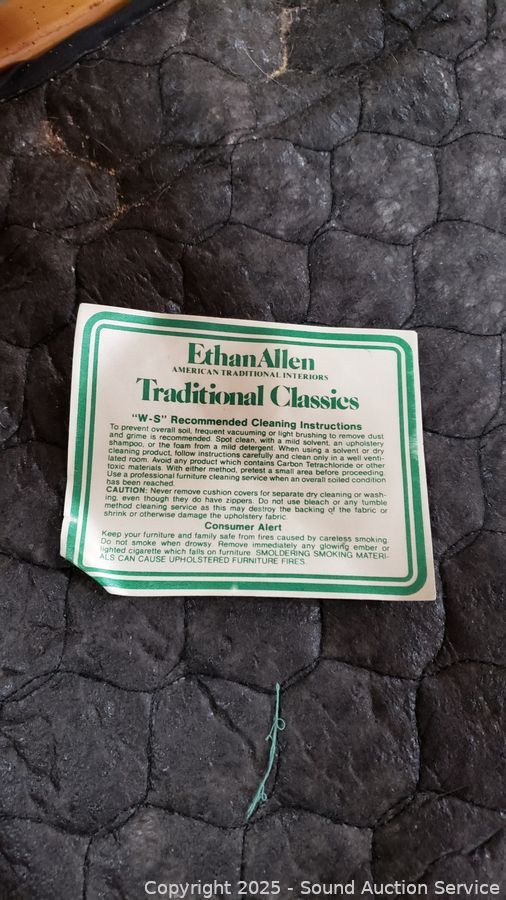 EthanAllen
AMERICAN TRADITIONAL INTERIORS
Traditional Classics
"W-S" Recommended Cleaning Instructions
To prevent overall soil, frequent vacuuming or light brushing to remove dust
and grime is recommended. Spot clean, with a mild solvent, an upholstery
shampoo, or the foam from a mild detergent. When using a solvent or dry
cleaning product, follow instructions carefully and clean only in a well venti-
lated room. Avoid any product which contains Carbon Tetrachloride or other
toxic materials. With either method, pretest a small area before proceeding.
Use a professional furniture cleaning service when an overall soiled condition
has been reached.
CAUTION: Never remove cushion covers for separate dry cleaning or wash-
ing, even though they do have zippers. Do not use bleach or any tumble
method cleaning service as this may destroy the backing of the fabric or
shrink or otherwise damage the upholstery fabric.
Consumer Alert
Keep your furniture and family safe from fires caused by careless smoking.
Do not smoke when drowsy. Remove immediately any glowing ember or
lighted cigarette which falls on furniture. SMOLDERING SMOKING MATERI-
ALS CAN CAUSE UPHOLSTERED FURNITURE FIRES.
Copyright 2025 - Sound Auction Service